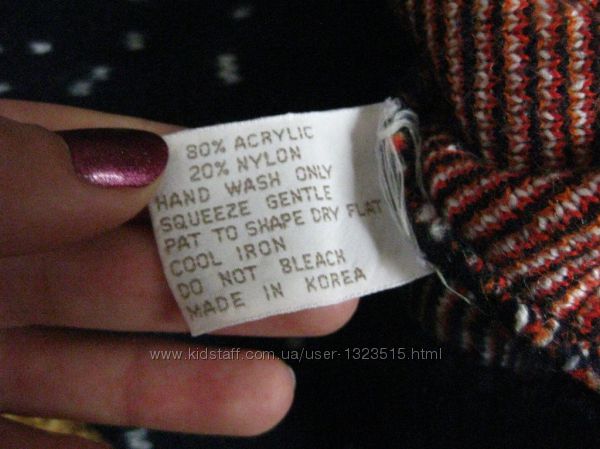 80% ACRYLIC
20% NYLON
HAND WASH ONLY
SQUEEZE GENTLE
PAT TO SHAPE DRY FLAT
COOL IRON
DO NOT BLEACH
MADE IN KOREA
www.kidstaff.com.ua/user-1323515.html